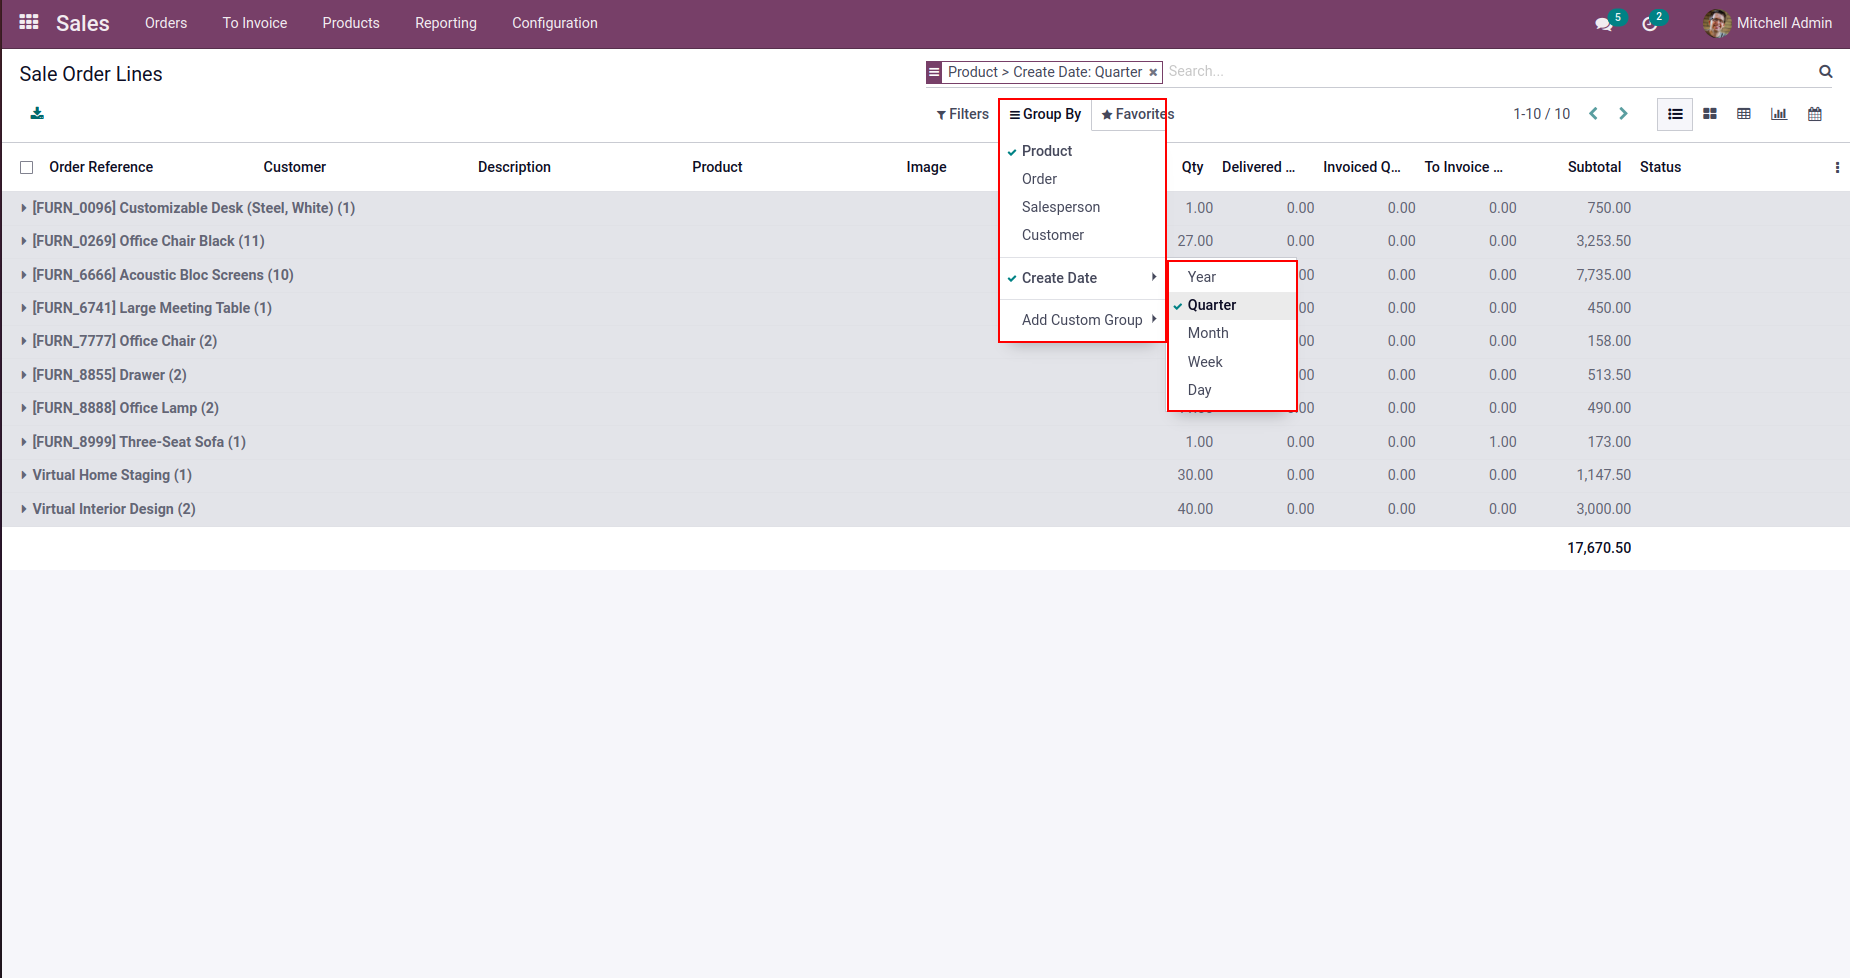 Sales Orders To Invoice Products Reporting Configuration 5 2 Mitchell Admin
Sale Order Lines
Product > Create Date: Quarter × Search...
Filters Group By Favorites 1-10 / 10
Order Reference Customer Description Product Image Qty Delivered ... Invoiced Q... To Invoice ... Subtotal Status
Product
Order
Salesperson
Customer
Create Date
Add Custom Group
Year
Quarter
Month
Week
Day
[FURN_0096] Customizable Desk (Steel, White) (1) 1.00 0.00 0.00 0.00 750.00
[FURN_0269] Office Chair Black (11) 27.00 0.00 0.00 0.00 3,253.50
[FURN_6666] Acoustic Bloc Screens (10) 0.00 0.00 7,735.00
[FURN_6741] Large Meeting Table (1) 0.00 0.00 450.00
[FURN_7777] Office Chair (2) 0.00 0.00 158.00
[FURN_8855] Drawer (2) 0.00 0.00 513.50
[FURN_8888] Office Lamp (2) 0.00 0.00 490.00
[FURN_8999] Three-Seat Sofa (1) 1.00 0.00 0.00 1.00 173.00
Virtual Home Staging (1) 30.00 0.00 0.00 0.00 1,147.50
Virtual Interior Design (2) 40.00 0.00 0.00 0.00 3,000.00
17,670.50